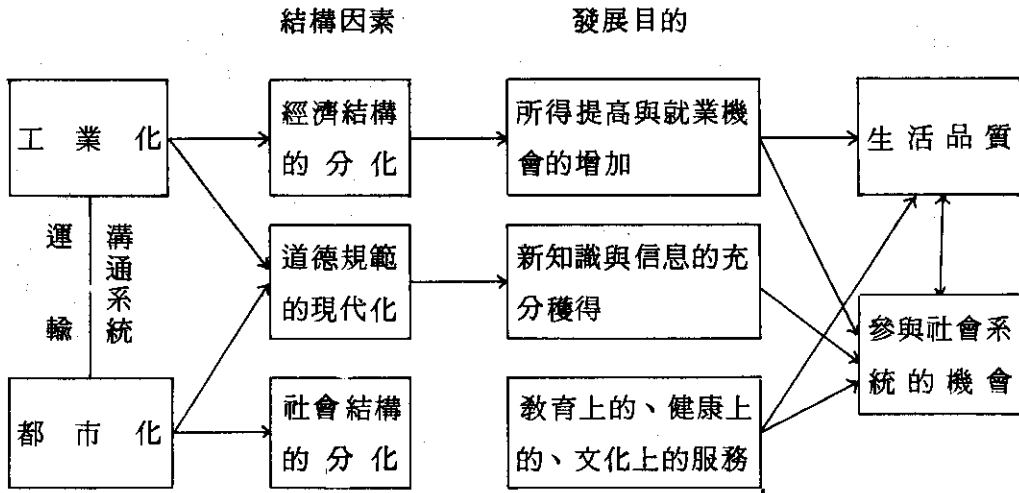 結構因素
發展目的
工業化
運輸
溝通系統
都市化
經濟結構
的分化
道德規範
的現代化
社會結構
的分化
所得提高與就業機
會的增加
新知識與信息的充
分穫得
教育上的、健康上
的、文化上的服務
生活品質
參與社會系
統的機會